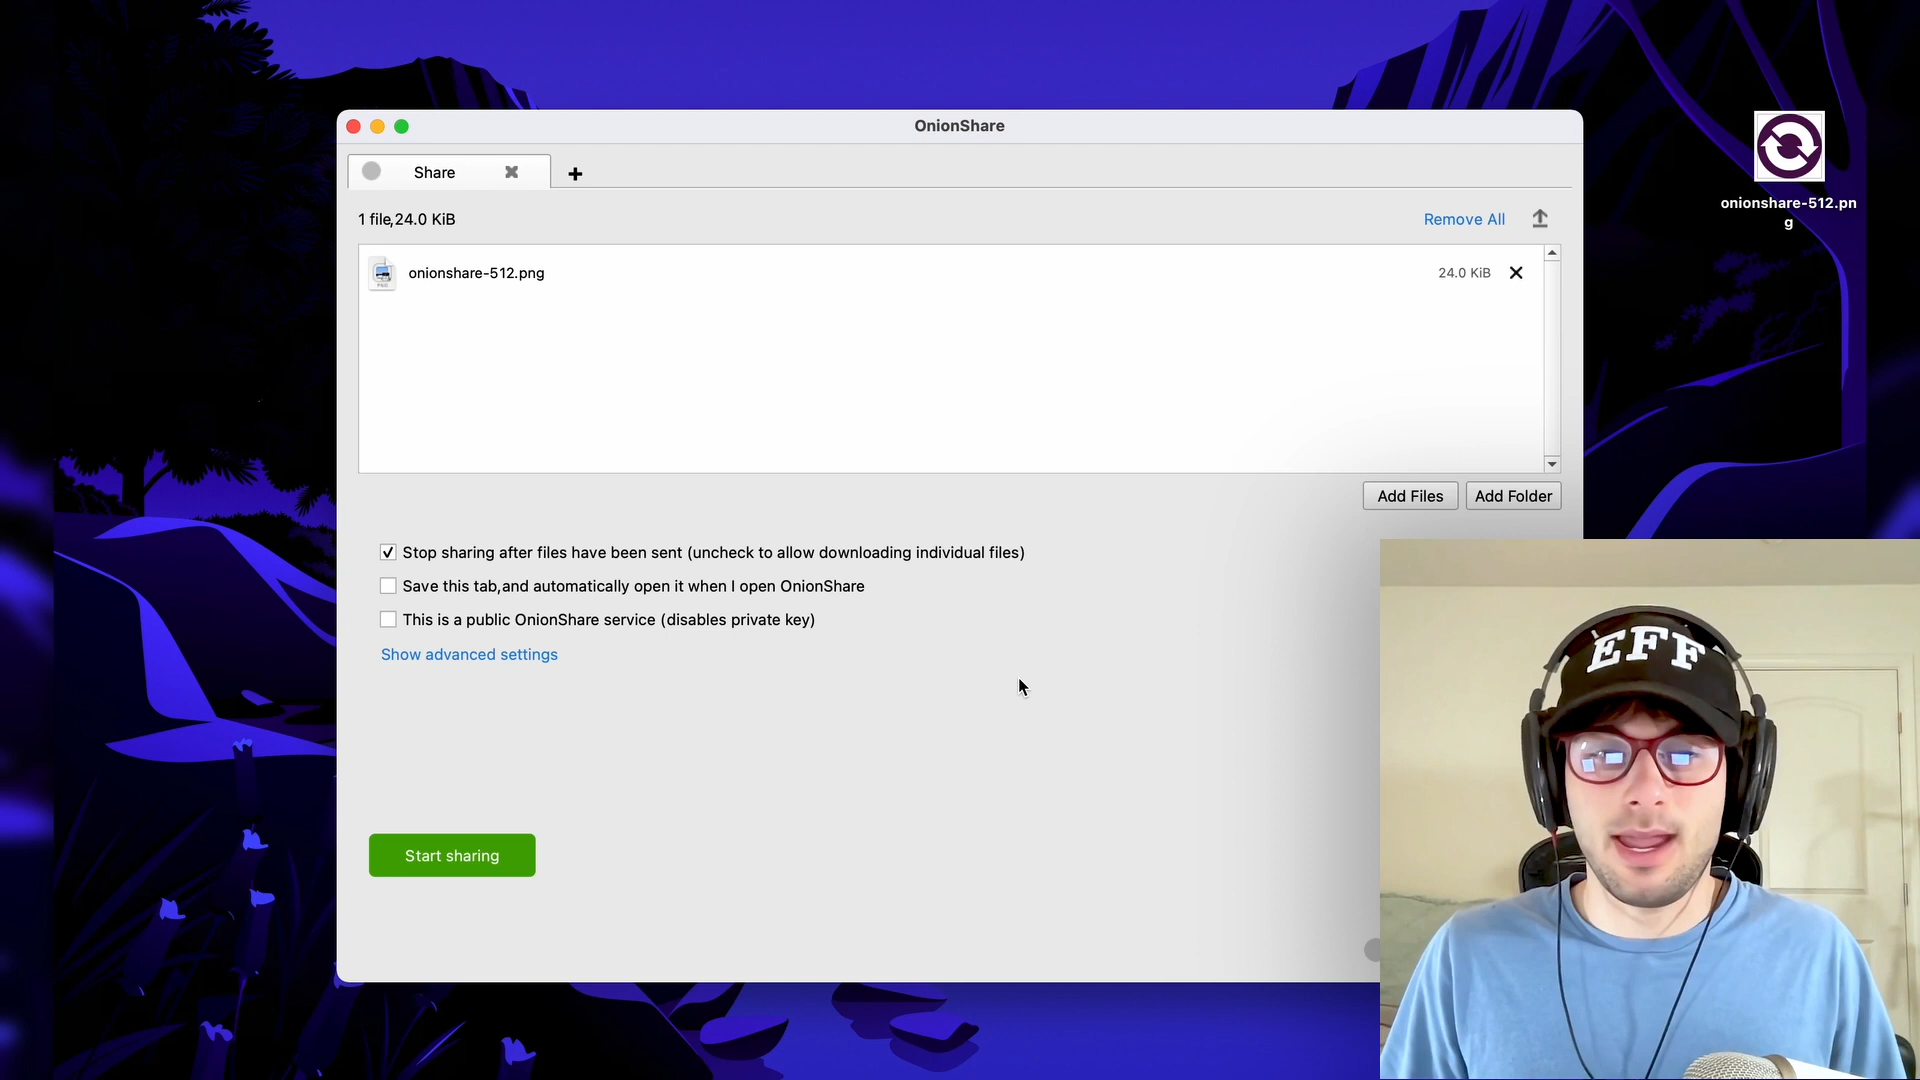 OnionShare
Share
1 file,24.0 KiB
Remove All
onionshare-512.png
24.0 KiB
Add Files
Add Folder
Stop sharing after files have been sent (uncheck to allow downloading individual files)
Save this tab,and automatically open it when I open OnionShare
This is a public OnionShare service (disables private key)
Show advanced settings
Start sharing
onionshare-512.pn
g
EFF